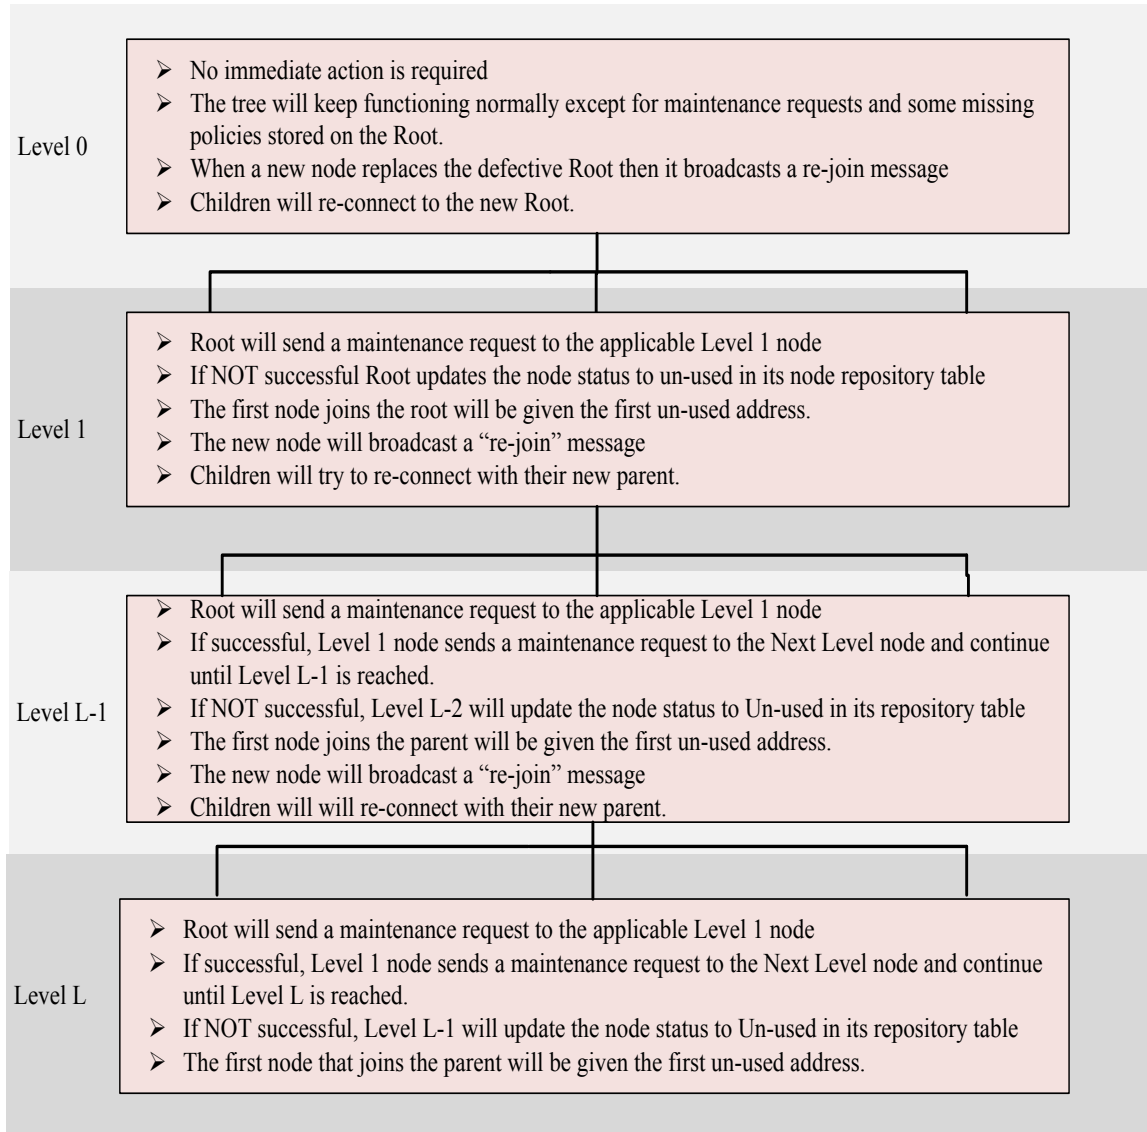 Level 0
➢ No immediate action is required
➢ The tree will keep functioning normally except for maintenance requests and some missing
policies stored on the Root.
➢ When a new node replaces the defective Root then it broadcasts a re-join message
➢ Children will re-connect to the new Root.
Level 1
➢ Root will send a maintenance request to the applicable Level 1 node
➢ If NOT successful Root updates the node status to un-used in its node repository table
➢ The first node joins the root will be given the first un-used address.
➢ The new node will broadcast a “re-join” message
➢ Children will try to re-connect with their new parent.
Level L-1
➢ Root will send a maintenance request to the applicable Level 1 node
➢ If successful, Level 1 node sends a maintenance request to the Next Level node and continue
until Level L-1 is reached.
➢ If NOT successful, Level L-2 will update the node status to Un-used in its repository table
➢ The first node joins the parent will be given the first un-used address.
➢ The new node will broadcast a “re-join” message
➢ Children will will re-connect with their new parent.
Level L
➢ Root will send a maintenance request to the applicable Level 1 node
➢ If successful, Level 1 node sends a maintenance request to the Next Level node and continue
until Level L is reached.
➢ If NOT successful, Level L-1 will update the node status to Un-used in its repository table
➢ The first node that joins the parent will be given the first un-used address.